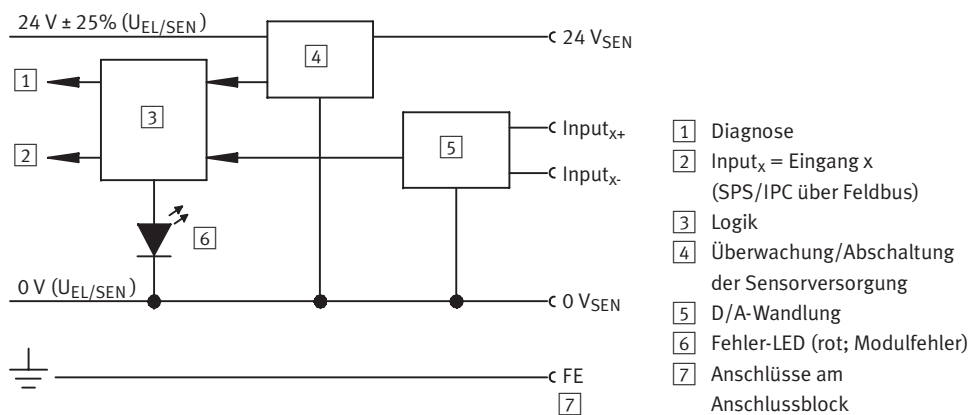 24 V ± 25% (U_EL/SEN)
24 V_SEN
4
1
3
Input_x+
5
2
Input_x-
6
0 V (U_EL/SEN)
0 V_SEN
FE
7
1 Diagnose
2 Input_x = Eingang x
(SPS/IPC über Feldbus)
3 Logik
4 Überwachung/Abschaltung
der Sensorversorgung
5 D/A-Wandlung
6 Fehler-LED (rot; Modulfehler)
7 Anschlüsse am
Anschlussblock